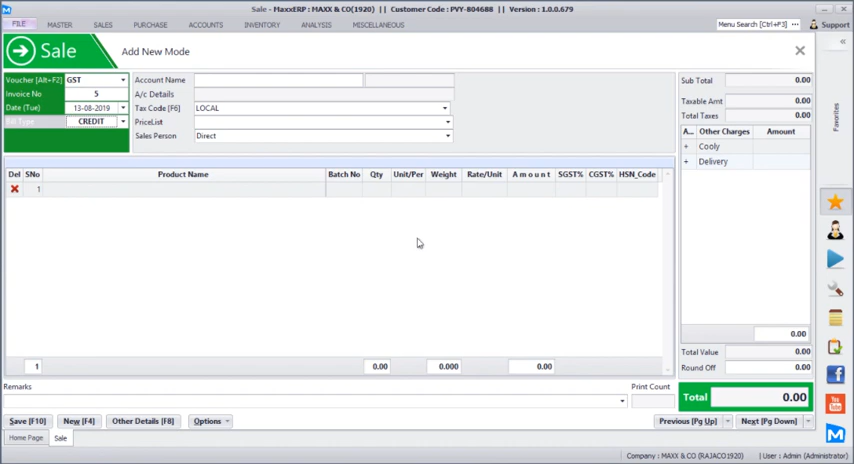 Sale - MaxxERP : MAXX & CO(1920) || Customer Code : PVY-804688 || Version : 1.0.0.679
FILE MASTER SALES PURCHASE ACCOUNTS INVENTORY ANALYSIS MISCELLANEOUS Menu Search [Ctrl+F3] Support
Sale Add New Mode
Voucher [Alt+F2] GST
Invoice No 5
Date (Tue) 13-08-2019
Bill Type CREDIT
Account Name
A/c Details
Tax Code [F6] LOCAL
PriceList
Sales Person Direct
Sub Total 0.00
Taxable Amt 0.00
Total Taxes 0.00
A... Other Charges Amount
+ Cooly
+ Delivery
0.00
Total Value 0.00
Round Off 0.00
Total 0.00
Favorites
Del SNo Product Name Batch No Qty Unit/Per Weight Rate/Unit A m o u n t SGST% CGST% HSN_Code
1
1 0.00 0.000 0.00
Remarks Print Count
Save [F10] New [F4] Other Details [F8] Options Previous [Pg Up] Next [Pg Down]
Home Page Sale
You Tube
Company : MAXX & CO (RAJACO1920) User : Admin (Administrator)